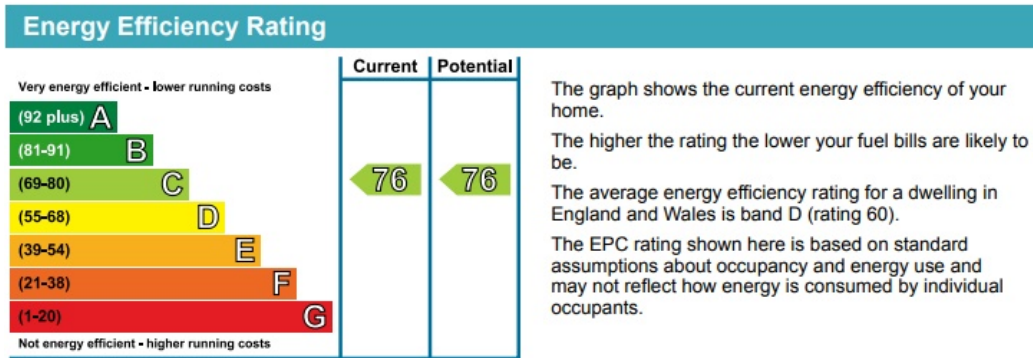 Energy Efficiency Rating
Current Potential
Very energy efficient - lower running costs
(92 plus) A
(81-91) B
(69-80) C
76 76
(55-68) D
(39-54) E
(21-38) F
(1-20) G
Not energy efficient - higher running costs
The graph shows the current energy efficiency of your
home.
The higher the rating the lower your fuel bills are likely to
be.
The average energy efficiency rating for a dwelling in
England and Wales is band D (rating 60).
The EPC rating shown here is based on standard
assumptions about occupancy and energy use and
may not reflect how energy is consumed by individual
occupants.